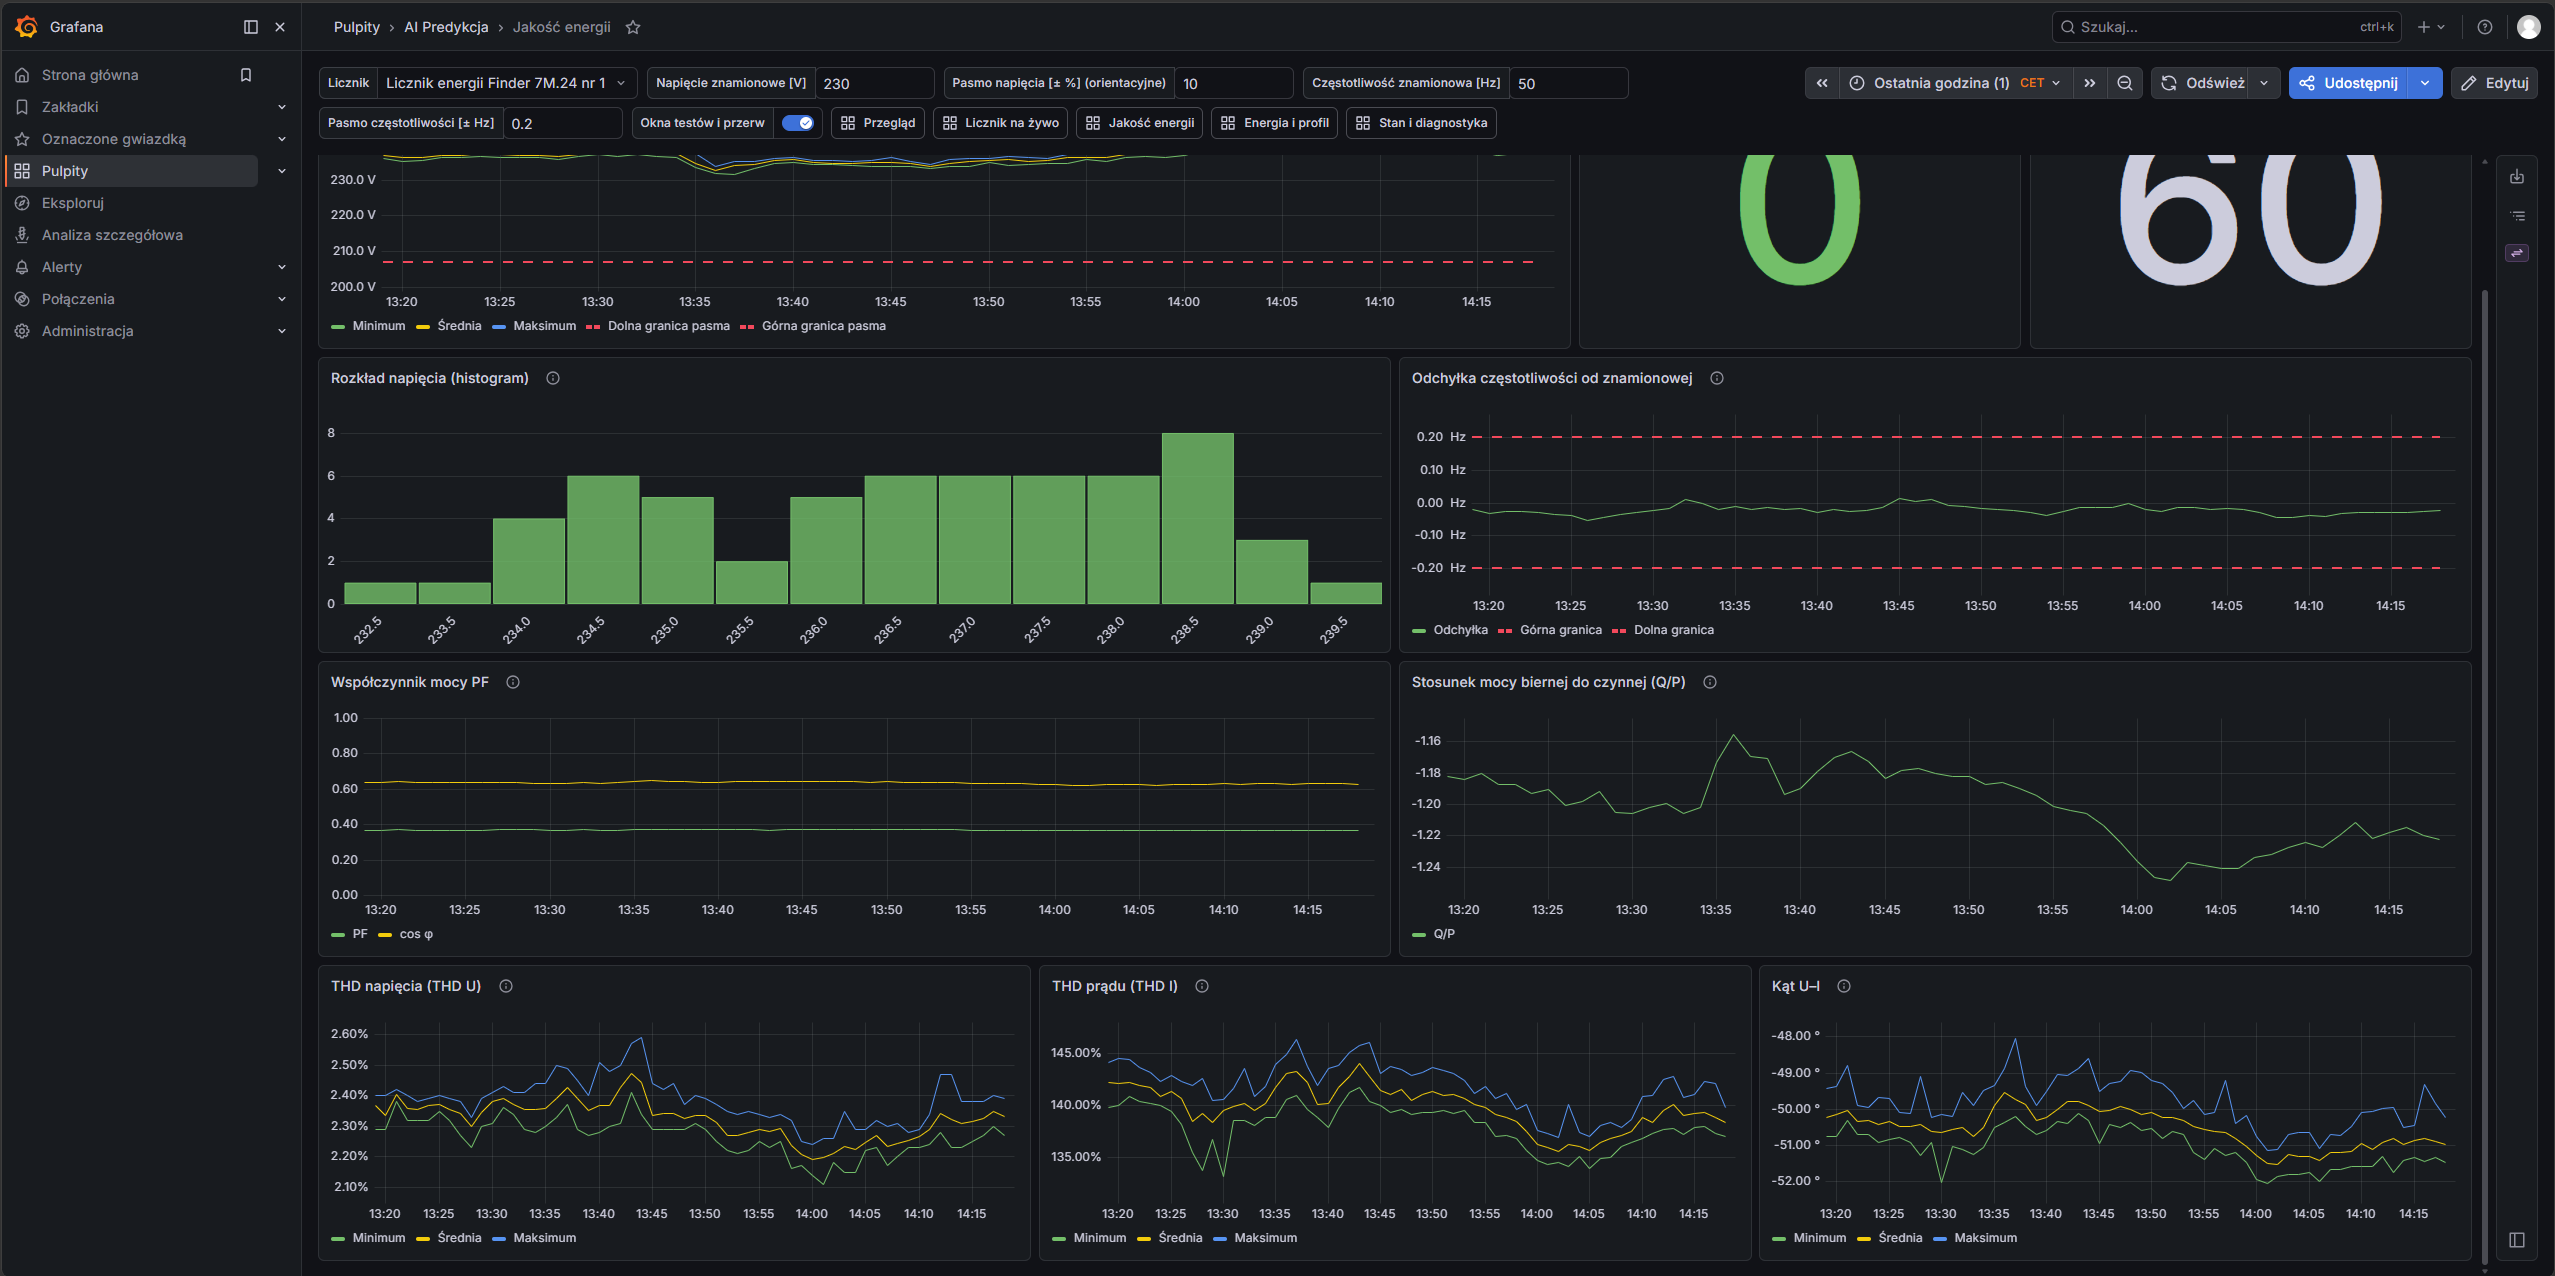 Grafana
Pulpity › AI Predykcja › Jakość energii
Szukaj... ctrl+k
Strona główna
Zakładki
Oznaczone gwiazdką
Pulpity
Eksploruj
Analiza szczegółowa
Alerty
Połączenia
Administracja
Licznik Licznik energii Finder 7M.24 nr 1 Napięcie znamionowe [V] 230 Pasmo napięcia [± %] (orientacyjne) 10 Częstotliwość znamionowa [Hz] 50
Ostatnia godzina (1) CET Odśwież Udostępnij Edytuj
Pasmo częstotliwości [± Hz] 0.2 Okna testów i przerw Przegląd Licznik na żywo Jakość energii Energia i profil Stan i diagnostyka
230.0 V
220.0 V
210.0 V
200.0 V
13:20 13:25 13:30 13:35 13:40 13:45 13:50 13:55 14:00 14:05 14:10 14:15
Minimum Średnia Maksimum Dolna granica pasma Górna granica pasma
0
60
Rozkład napięcia (histogram)
8
6
4
2
0
232.5 233.5 234.0 234.5 235.0 235.5 236.0 236.5 237.0 237.5 238.0 238.5 239.0 239.5
Odchyłka częstotliwości od znamionowej
0.20 Hz
0.10 Hz
0.00 Hz
-0.10 Hz
-0.20 Hz
13:20 13:25 13:30 13:35 13:40 13:45 13:50 13:55 14:00 14:05 14:10 14:15
Odchyłka Górna granica Dolna granica
Współczynnik mocy PF
1.00
0.80
0.60
0.40
0.20
0.00
13:20 13:25 13:30 13:35 13:40 13:45 13:50 13:55 14:00 14:05 14:10 14:15
PF cos φ
Stosunek mocy biernej do czynnej (Q/P)
-1.16
-1.18
-1.20
-1.22
-1.24
13:20 13:25 13:30 13:35 13:40 13:45 13:50 13:55 14:00 14:05 14:10 14:15
Q/P
THD napięcia (THD U)
2.60%
2.50%
2.40%
2.30%
2.20%
2.10%
13:20 13:25 13:30 13:35 13:40 13:45 13:50 13:55 14:00 14:05 14:10 14:15
Minimum Średnia Maksimum
THD prądu (THD I)
145.00%
140.00%
135.00%
13:20 13:25 13:30 13:35 13:40 13:45 13:50 13:55 14:00 14:05 14:10 14:15
Minimum Średnia Maksimum
Kąt U–I
-48.00 °
-49.00 °
-50.00 °
-51.00 °
-52.00 °
13:20 13:25 13:30 13:35 13:40 13:45 13:50 13:55 14:00 14:05 14:10 14:15
Minimum Średnia Maksimum